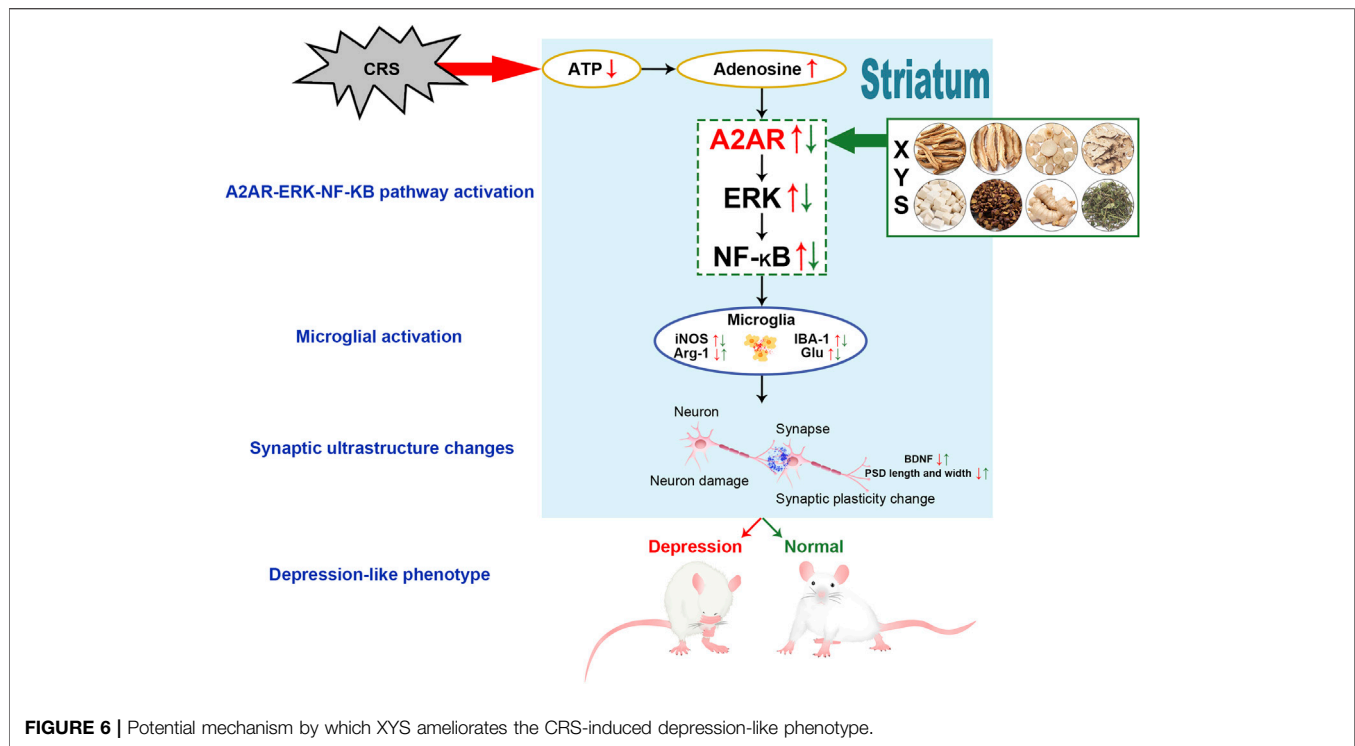 CRS
ATP ↓
Adenosine ↑
Striatum
A2AR ↑↓
X
Y
S
A2AR-ERK-NF-KB pathway activation
ERK ↑↓
NF-κB ↑↓
Microglial activation
Microglia
iNOS ↑↓
IBA-1 ↑↓
Arg-1 ↓↑
Glu ↑↓
Synaptic ultrastructure changes
Neuron
Synapse
BDNF ↓↑
PSD length and width ↓↑
Neuron damage
Synaptic plasticity change
Depression
Normal
Depression-like phenotype
FIGURE 6 | Potential mechanism by which XYS ameliorates the CRS-induced depression-like phenotype.